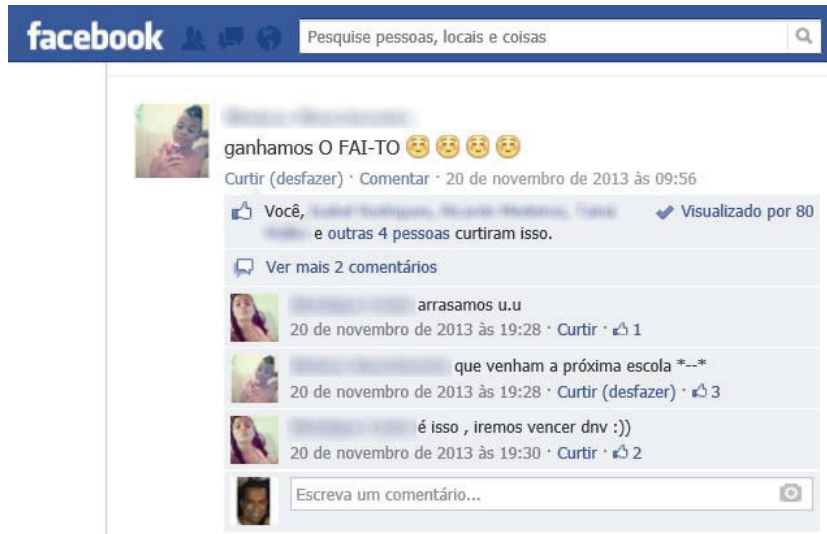 facebook
Pesquise pessoas, locais e coisas
ganhamos O FAI-TO
Curtir (desfazer) · Comentar · 20 de novembro de 2013 às 09:56
Você, Visualizado por 80
e outras 4 pessoas curtiram isso.
Ver mais 2 comentários
arrasamos u.u
20 de novembro de 2013 às 19:28 · Curtir · 1
que venham a próxima escola *--*
20 de novembro de 2013 às 19:28 · Curtir (desfazer) · 3
é isso , iremos vencer dnv :))
20 de novembro de 2013 às 19:30 · Curtir · 2
Escreva um comentário...